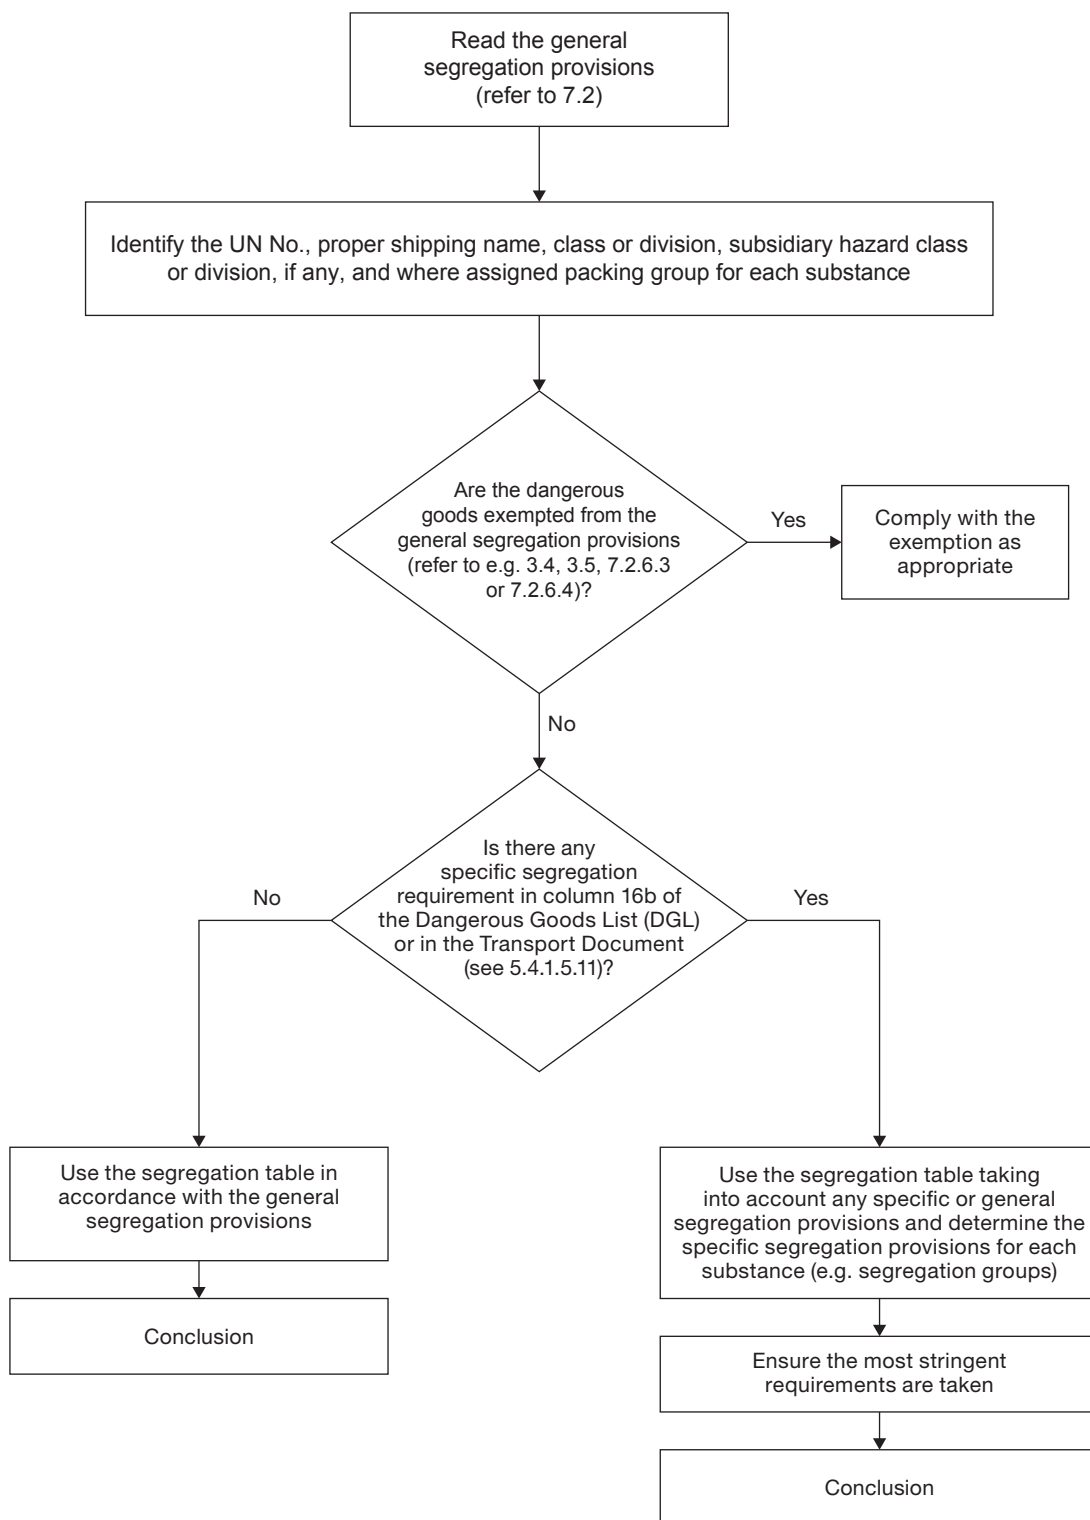 Read the general
segregation provisions
(refer to 7.2)
Identify the UN No., proper shipping name, class or division, subsidiary hazard class
or division, if any, and where assigned packing group for each substance
Are the dangerous
goods exempted from the
general segregation provisions
(refer to e.g. 3.4, 3.5, 7.2.6.3
or 7.2.6.4)?
Yes
Comply with the
exemption as
appropriate
No
Is there any
specific segregation
requirement in column 16b of
the Dangerous Goods List (DGL)
or in the Transport Document
(see 5.4.1.5.11)?
No
Yes
Use the segregation table in
accordance with the general
segregation provisions
Conclusion
Use the segregation table taking
into account any specific or general
segregation provisions and determine the
specific segregation provisions for each
substance (e.g. segregation groups)
Ensure the most stringent
requirements are taken
Conclusion